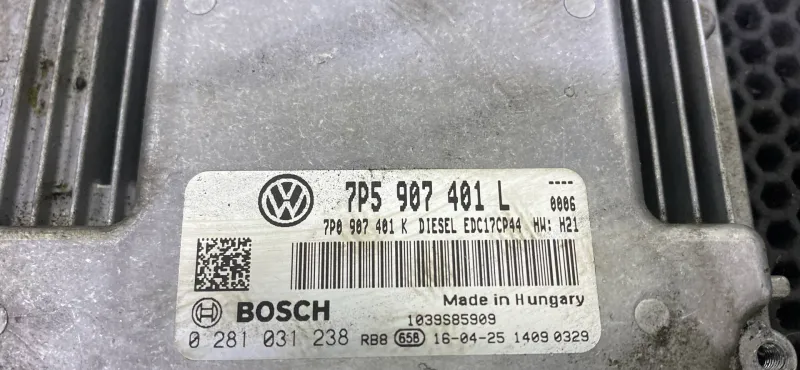 7P5 907 401 L
----
0006
7P0 907 401 K DIESEL EDC17CP44 HW: H21
Made in Hungary
BOSCH
1039S85909
0 281 031 238 RB8 658 16-04-25 1409 0329